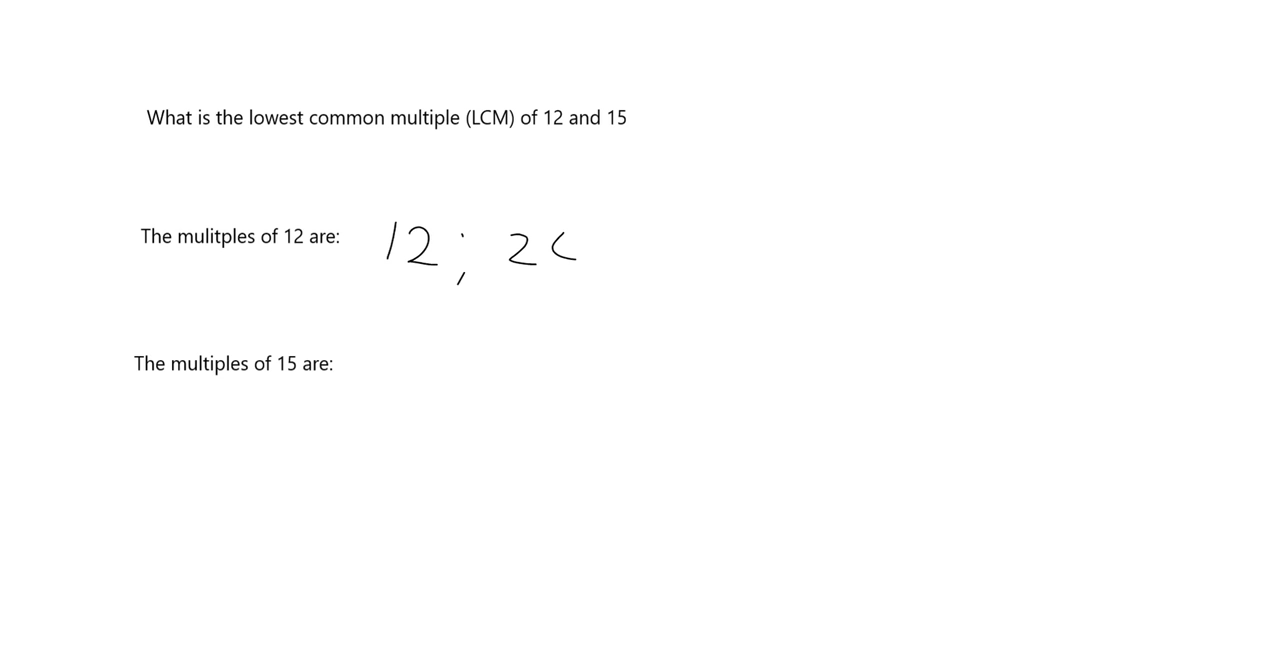 What is the lowest common multiple (LCM) of 12 and 15
The mulitples of 12 are: 12; 2
The multiples of 15 are: